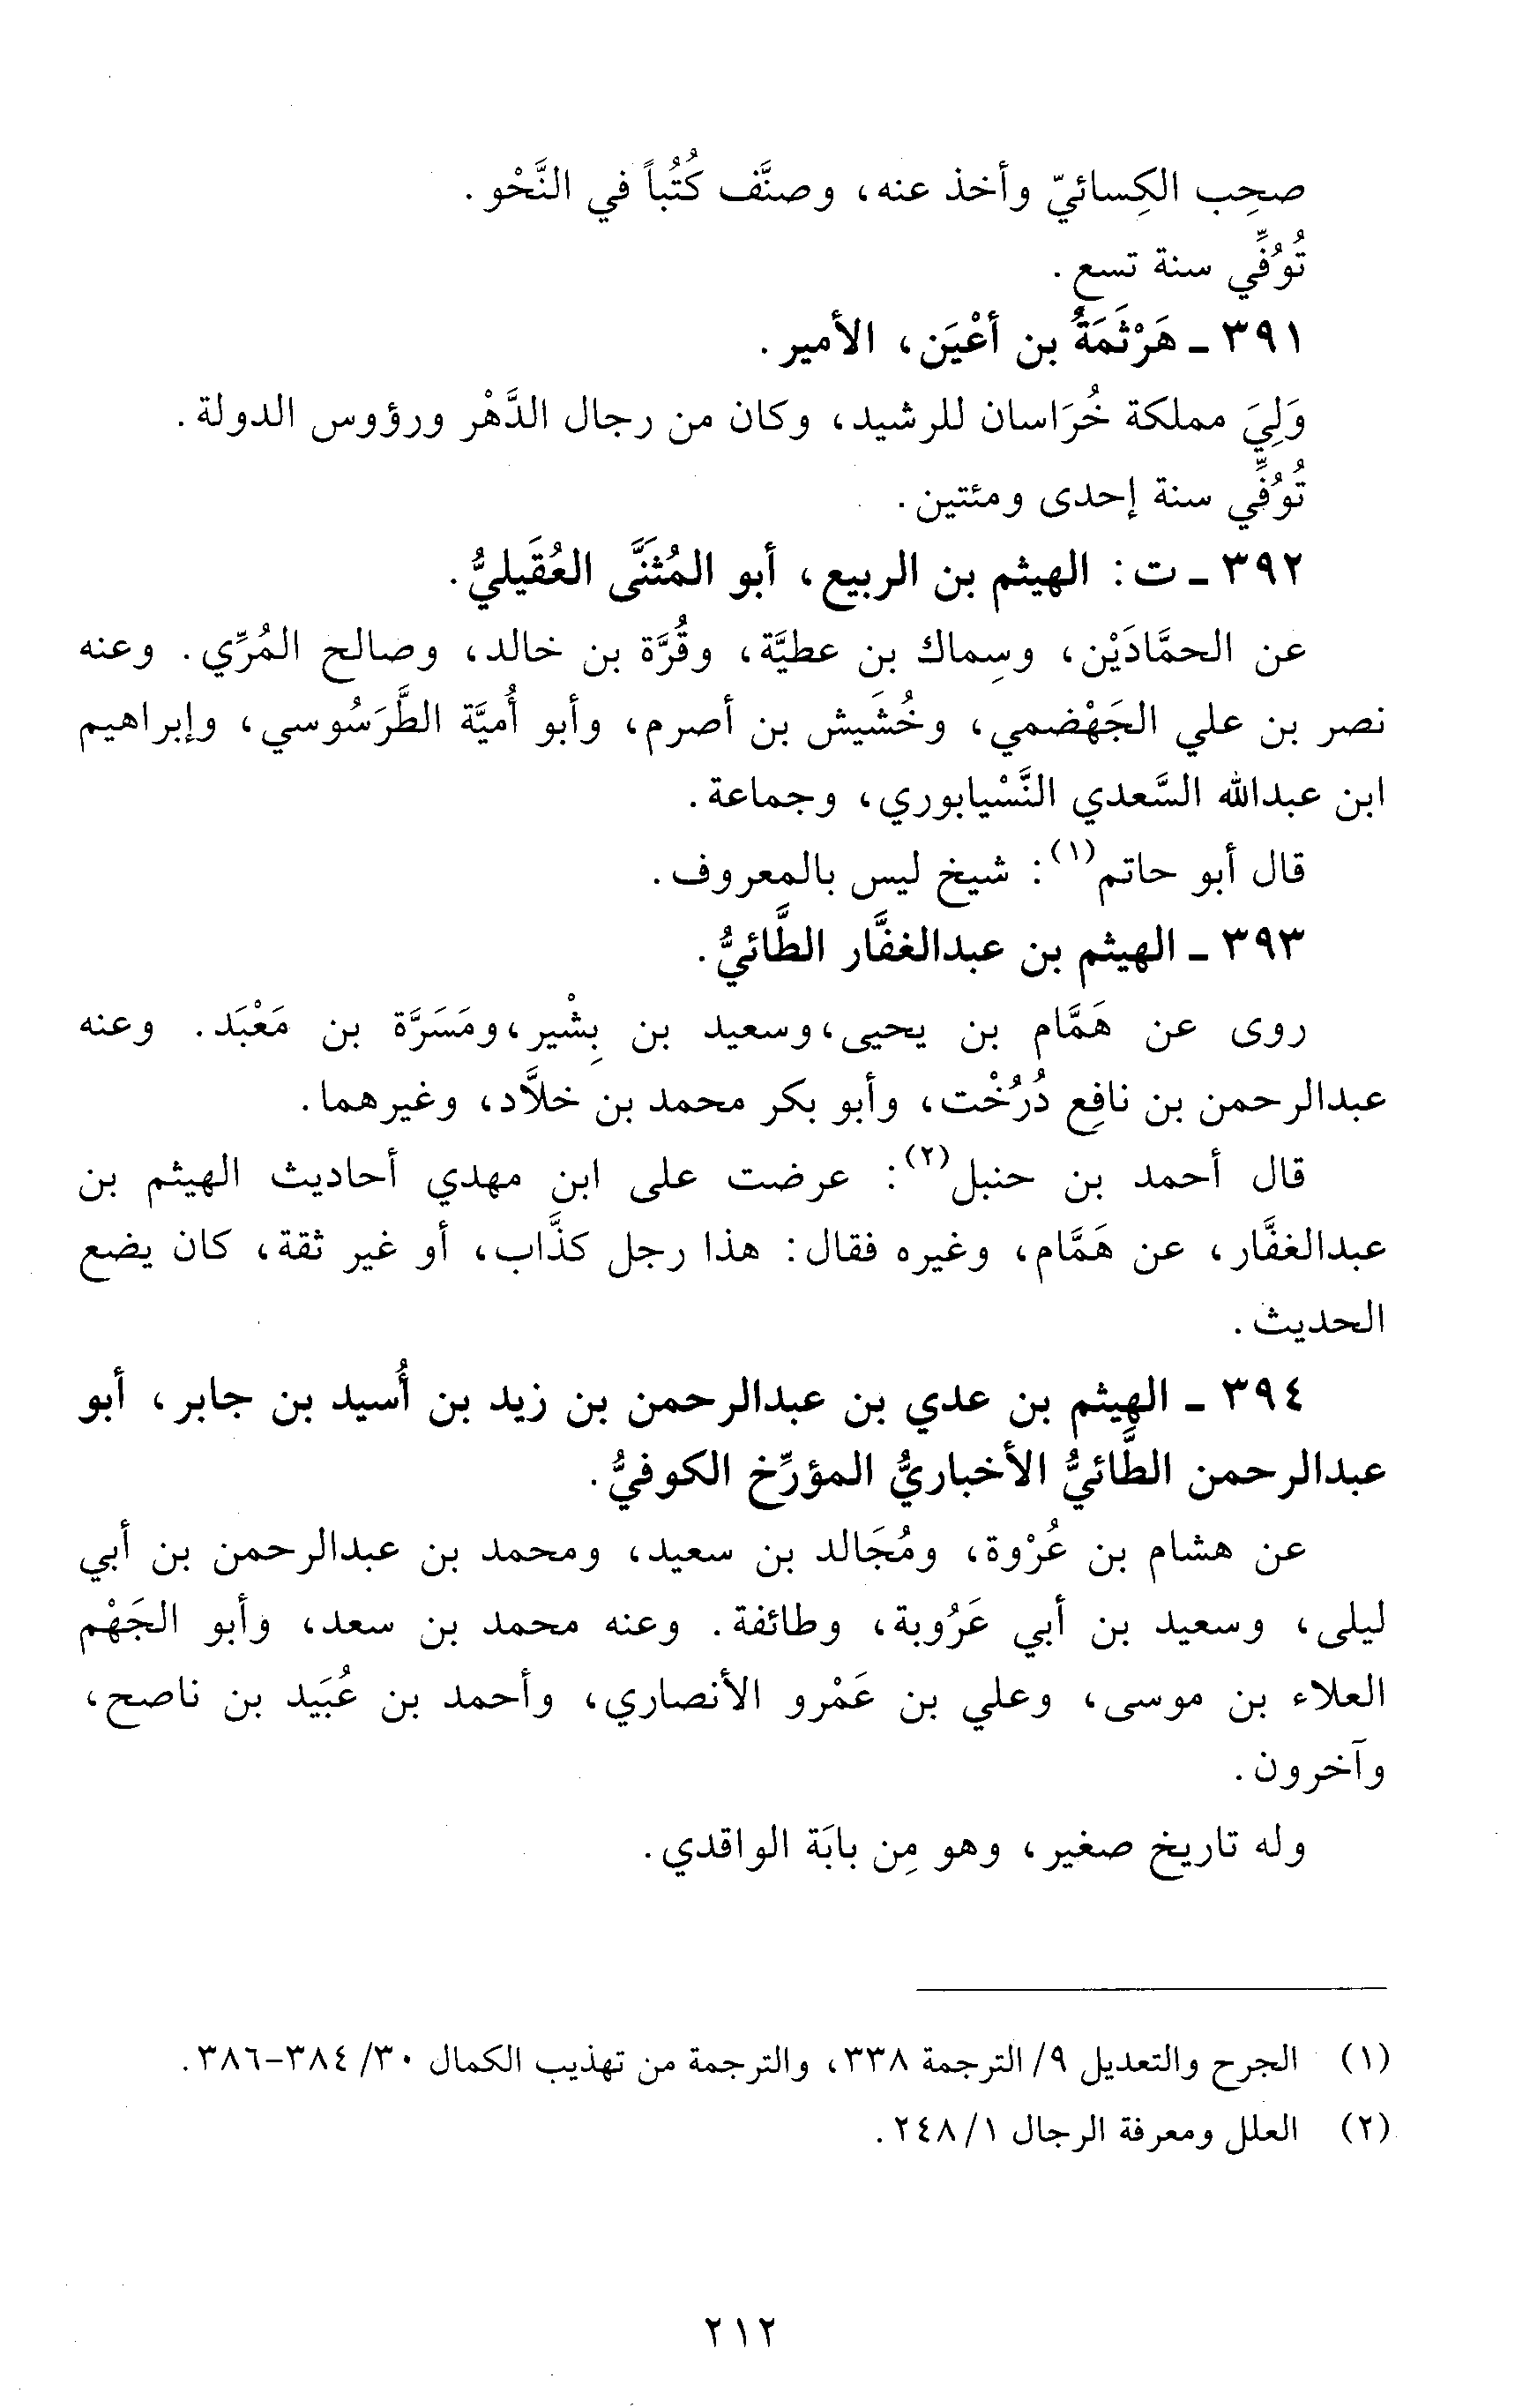 صحِب الكِسائيّ وأخذ عنه، وصنَّف كُتُباً في النَّحْو.
تُوُفِّي سنة تسع.
٣٩١ - هَرْثَمَةُ بن أعْيَن، الأمير.
وَلِيَ مملكة خُرَاسان للرشيد، وكان من رجال الدَّهْر ورؤوس الدولة.
تُوُفِّي سنة إحدى ومئتين.
٣٩٢ - ت: الهيثم بن الربيع، أبو المُثَنَّى العُقَيليُّ.
عن الحمَّادَيْن، وسِماك بن عطيَّة، وقُرَّة بن خالد، وصالح المُرِّي. وعنه
نصر بن علي الجَهْضمي، وخُشَيش بن أصرم، وأبو أُميَّة الطَّرَسُوسي، وإبراهيم
ابن عبدالله السَّعدي النَّسْيابوري، وجماعة.
قال أبو حاتم(١): شيخ ليس بالمعروف.
٣٩٣ - الهيثم بن عبدالغفَّار الطَّائيُّ.
روى عن هَمَّام بن يحيى، وسعيد بن بِشْير، ومَسَرَّة بن مَعْبَد. وعنه
عبدالرحمن بن نافِع دُرُخْت، وأبو بكر محمد بن خلاَّد، وغيرهما.
قال أحمد بن حنبل(٢): عرضت على ابن مهدي أحاديث الهيثم بن
عبدالغفَّار، عن هَمَّام، وغيره فقال: هذا رجل كذَّاب، أو غير ثقة، كان يضع
الحديث.
٣٩٤ - الهيثم بن عدي بن عبدالرحمن بن زيد بن أُسيد بن جابر، أبو
عبدالرحمن الطَّائيُّ الأخباريُّ المؤرِّخ الكوفيُّ.
عن هشام بن عُرْوة، ومُجَالد بن سعيد، ومحمد بن عبدالرحمن بن أبي
ليلى، وسعيد بن أبي عَرُوبة، وطائفة. وعنه محمد بن سعد، وأبو الجَهْم
العلاء بن موسى، وعلي بن عَمْرو الأنصاري، وأحمد بن عُبَيد بن ناصح،
وآخرون.
وله تاريخ صغير، وهو مِن بابَة الواقدي.
(١) الجرح والتعديل ٩/ الترجمة ٣٣٨، والترجمة من تهذيب الكمال ٣٠/ ٣٨٤-٣٨٦.
(٢) العلل ومعرفة الرجال ١/ ٢٤٨.
٢١٢